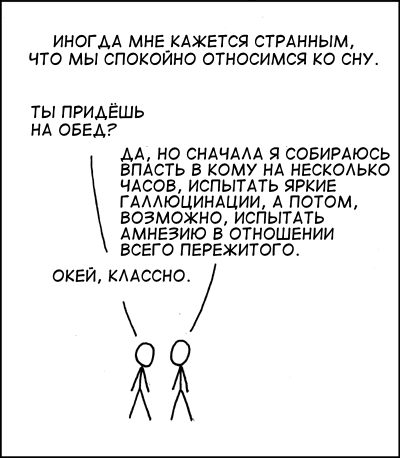 ИНОГДА МНЕ КАЖЕТСЯ СТРАННЫМ,
ЧТО МЫ СПОКОЙНО ОТНОСИМСЯ КО СНУ.
ТЫ ПРИДЁШЬ
НА ОБЕД?
ДА, НО СНАЧАЛА Я СОБИРАЮСЬ
ВПАСТЬ В КОМУ НА НЕСКОЛЬКО
ЧАСОВ, ИСПЫТАТЬ ЯРКИЕ
ГАЛЛЮЦИНАЦИИ, А ПОТОМ,
ВОЗМОЖНО, ИСПЫТАТЬ
АМНЕЗИЮ В ОТНОШЕНИИ
ВСЕГО ПЕРЕЖИТОГО.
ОКЕЙ, КЛАССНО.